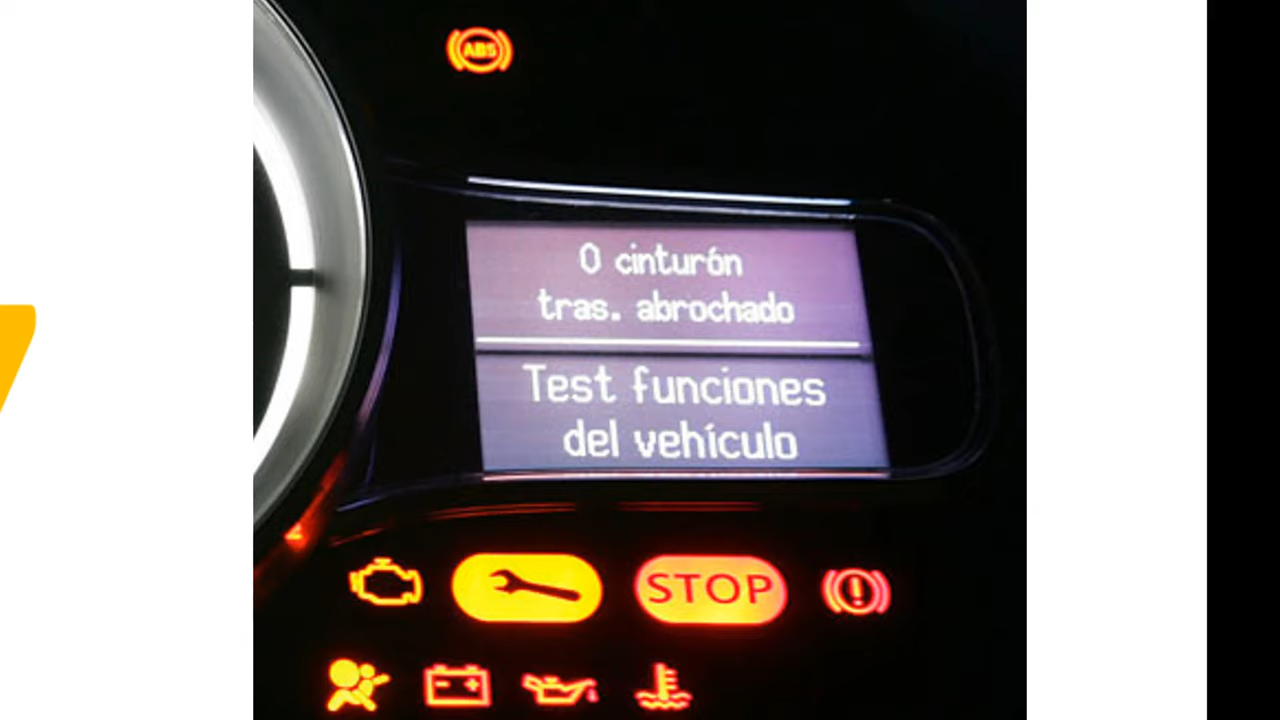 ABS
0 cinturón
tras. abrochado
Test funciones
del vehículo
STOP